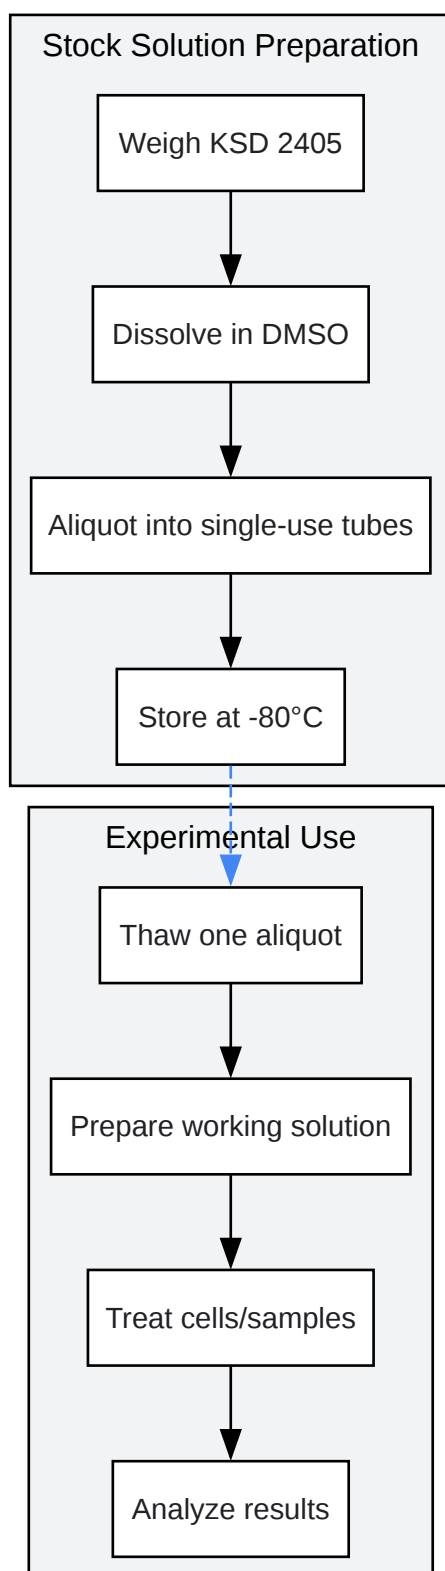 Stock Solution Preparation
Weigh KSD 2405
Dissolve in DMSO
Aliquot into single-use tubes
Store at -80°C
Experimental Use
Thaw one aliquot
Prepare working solution
Treat cells/samples
Analyze results